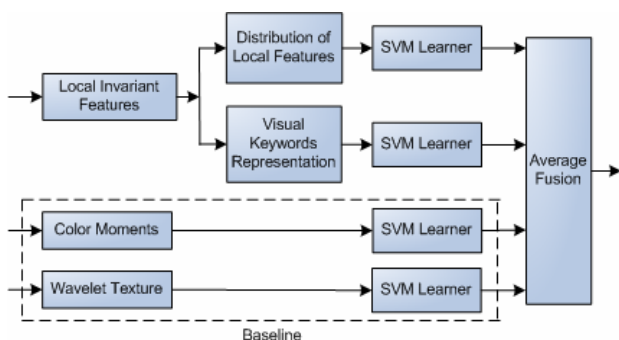 Distribution of
Local Features
SVM Learner
Local Invariant
Features
Visual
Keywords
Representation
SVM Learner
Average
Fusion
Color Moments
SVM Learner
Wavelet Texture
SVM Learner
Baseline